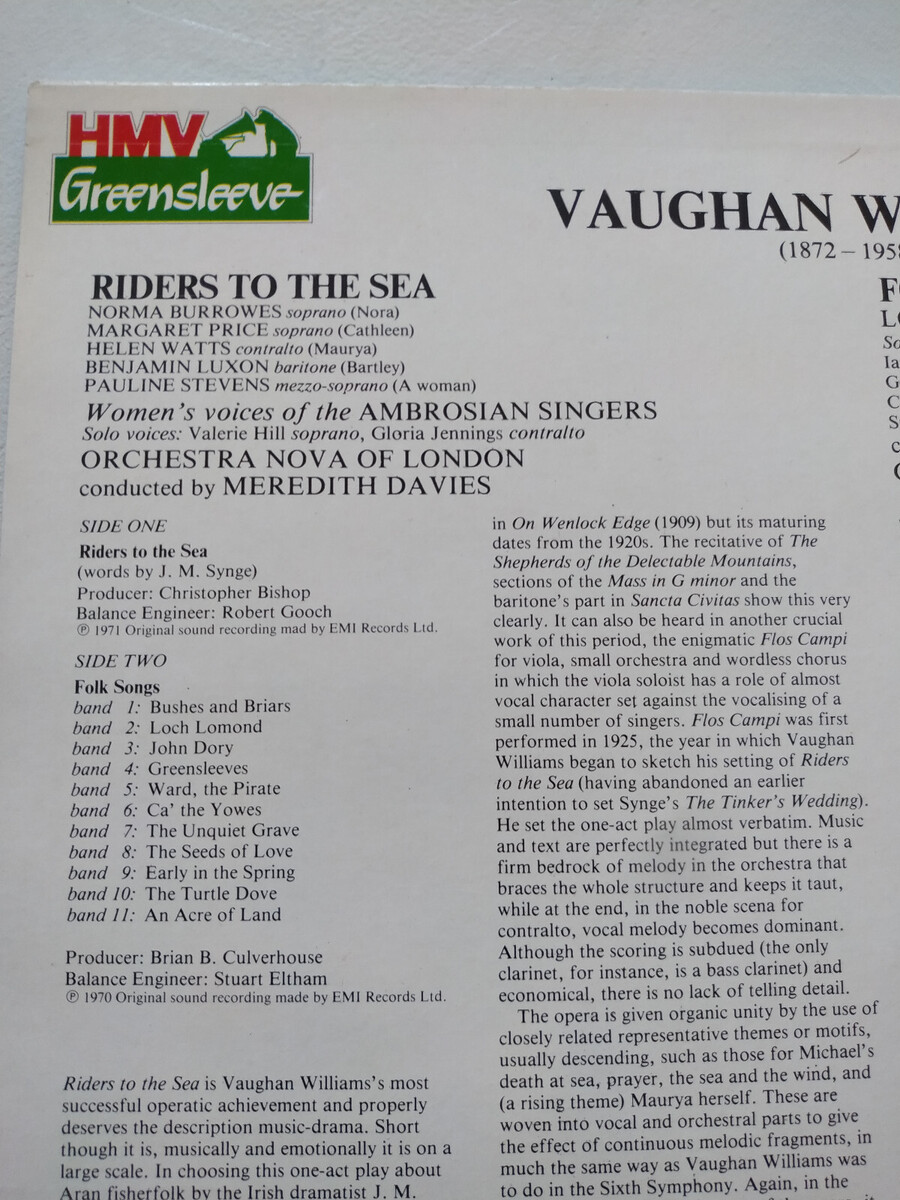 HMV
Greensleeve
VAUGHAN W
(1872 – 1958
RIDERS TO THE SEA
NORMA BURROWES soprano (Nora)
MARGARET PRICE soprano (Cathleen)
HELEN WATTS contralto (Maurya)
BENJAMIN LUXON baritone (Bartley)
PAULINE STEVENS mezzo-soprano (A woman)
Women's voices of the AMBROSIAN SINGERS
Solo voices: Valerie Hill soprano, Gloria Jennings contralto
ORCHESTRA NOVA OF LONDON
conducted by MEREDITH DAVIES
SIDE ONE
Riders to the Sea
(words by J. M. Synge)
Producer: Christopher Bishop
Balance Engineer: Robert Gooch
℗ 1971 Original sound recording mad by EMI Records Ltd.
SIDE TWO
Folk Songs
band 1: Bushes and Briars
band 2: Loch Lomond
band 3: John Dory
band 4: Greensleeves
band 5: Ward, the Pirate
band 6: Ca' the Yowes
band 7: The Unquiet Grave
band 8: The Seeds of Love
band 9: Early in the Spring
band 10: The Turtle Dove
band 11: An Acre of Land
Producer: Brian B. Culverhouse
Balance Engineer: Stuart Eltham
℗ 1970 Original sound recording made by EMI Records Ltd.
Riders to the Sea is Vaughan Williams's most
successful operatic achievement and properly
deserves the description music-drama. Short
though it is, musically and emotionally it is on a
large scale. In choosing this one-act play about
Aran fisherfolk by the Irish dramatist J. M.
in On Wenlock Edge (1909) but its maturing
dates from the 1920s. The recitative of The
Shepherds of the Delectable Mountains,
sections of the Mass in G minor and the
baritone's part in Sancta Civitas show this very
clearly. It can also be heard in another crucial
work of this period, the enigmatic Flos Campi
for viola, small orchestra and wordless chorus
in which the viola soloist has a role of almost
vocal character set against the vocalising of a
small number of singers. Flos Campi was first
performed in 1925, the year in which Vaughan
Williams began to sketch his setting of Riders
to the Sea (having abandoned an earlier
intention to set Synge's The Tinker's Wedding).
He set the one-act play almost verbatim. Music
and text are perfectly integrated but there is a
firm bedrock of melody in the orchestra that
braces the whole structure and keeps it taut,
while at the end, in the noble scena for
contralto, vocal melody becomes dominant.
Although the scoring is subdued (the only
clarinet, for instance, is a bass clarinet) and
economical, there is no lack of telling detail.
The opera is given organic unity by the use of
closely related representative themes or motifs,
usually descending, such as those for Michael's
death at sea, prayer, the sea and the wind, and
(a rising theme) Maurya herself. These are
woven into vocal and orchestral parts to give
the effect of continuous melodic fragments, in
much the same way as Vaughan Williams was
to do in the Sixth Symphony. Again, in the